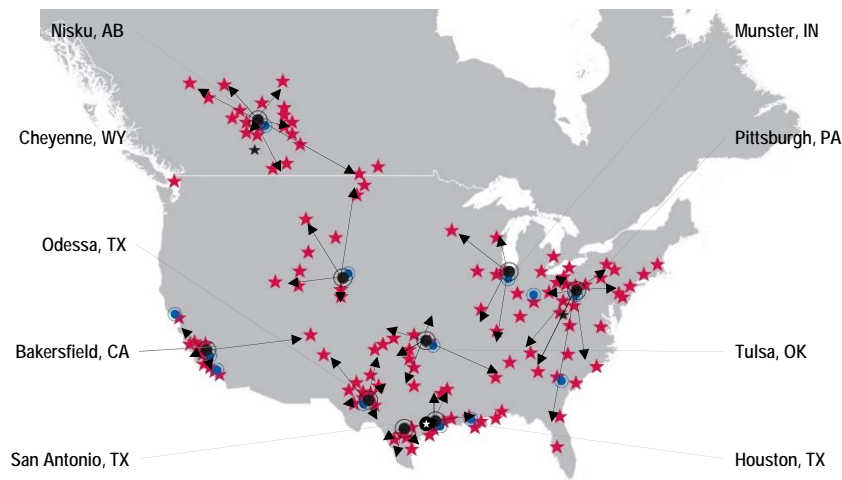 Nisku, AB
Munster, IN
Cheyenne, WY
Pittsburgh, PA
Odessa, TX
Bakersfield, CA
Tulsa, OK
San Antonio, TX
Houston, TX